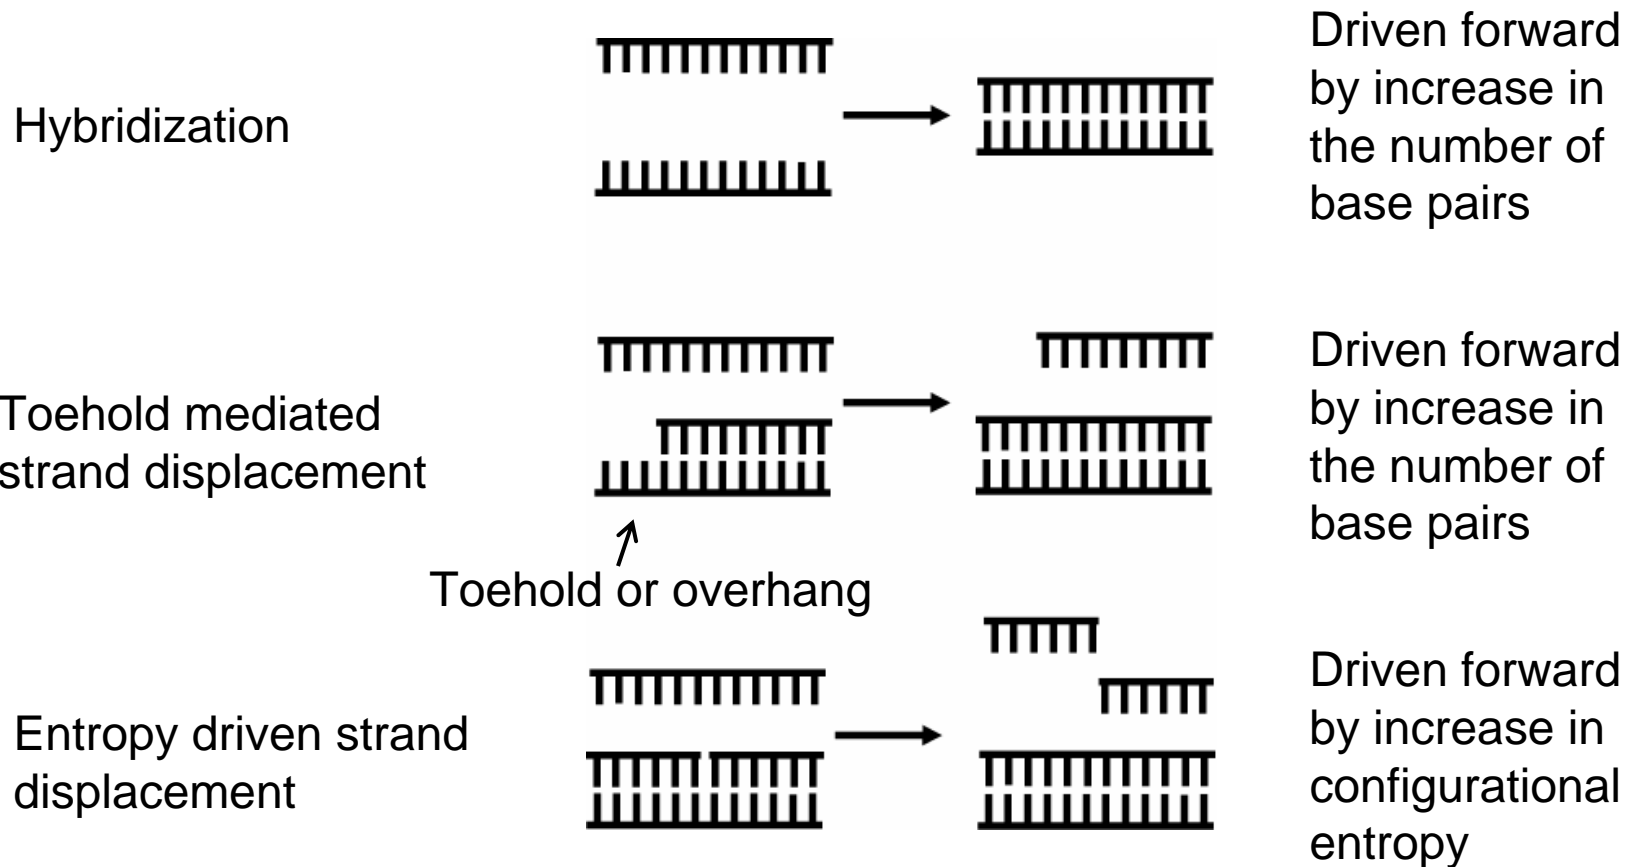 Hybridization
Driven forward
by increase in
the number of
base pairs
Toehold mediated
strand displacement
Driven forward
by increase in
the number of
base pairs
Toehold or overhang
Entropy driven strand
displacement
Driven forward
by increase in
configurational
entropy